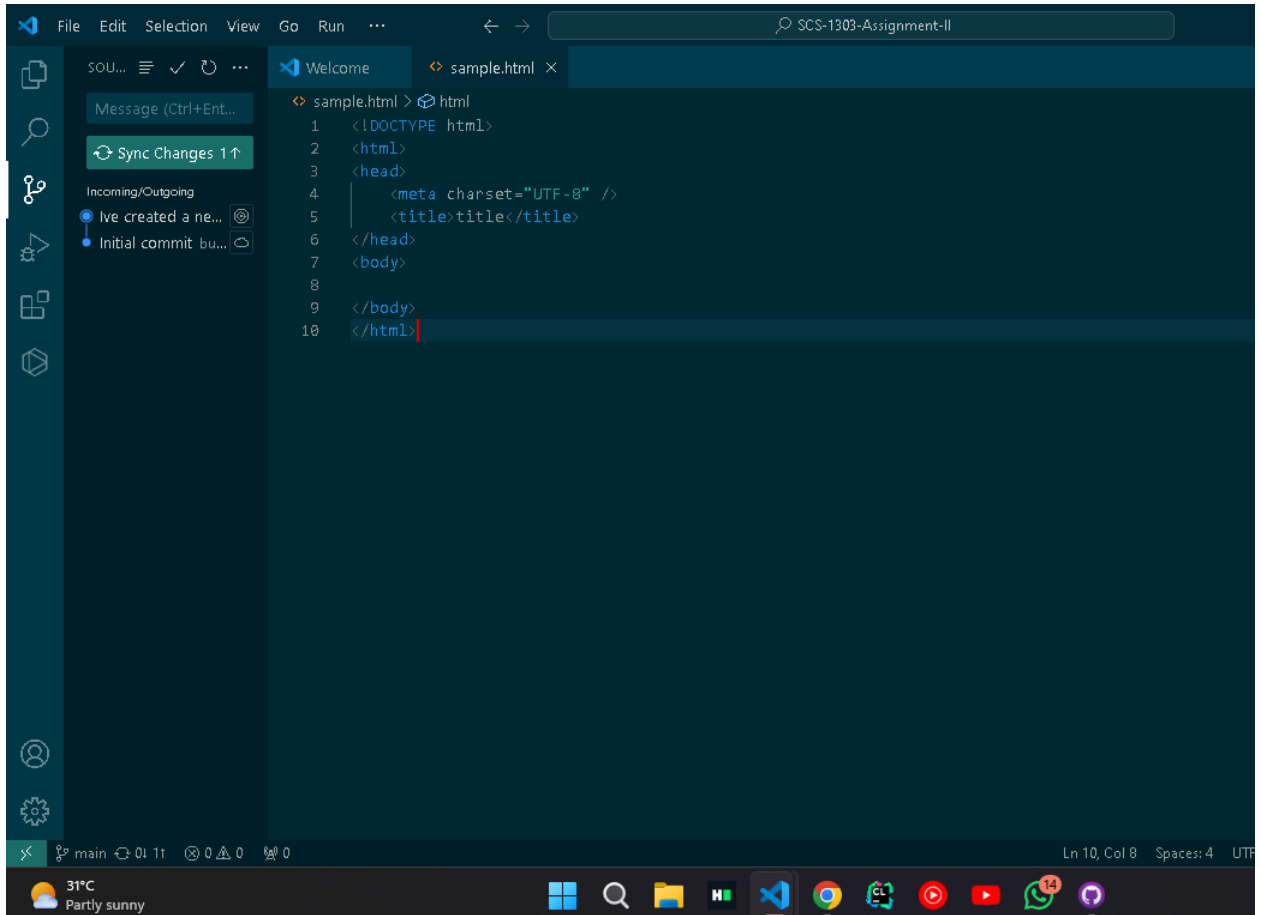 File Edit Selection View Go Run ··· ← → SCS-1303-Assignment-II
SOU... ···
Welcome
sample.html ×
Message (Ctrl+Ent...
Sync Changes 1↑
Incoming/Outgoing
Ive created a ne...
Initial commit bu...
sample.html > html
1 <!DOCTYPE html>
2 <html>
3 <head>
4 <meta charset="UTF-8" />
5 <title>title</title>
6 </head>
7 <body>
8
9 </body>
10 </html>
main 0↓ 1↑ 0 0 0
Ln 10, Col 8 Spaces: 4 UTF
31°C
Partly sunny
H
CL
14